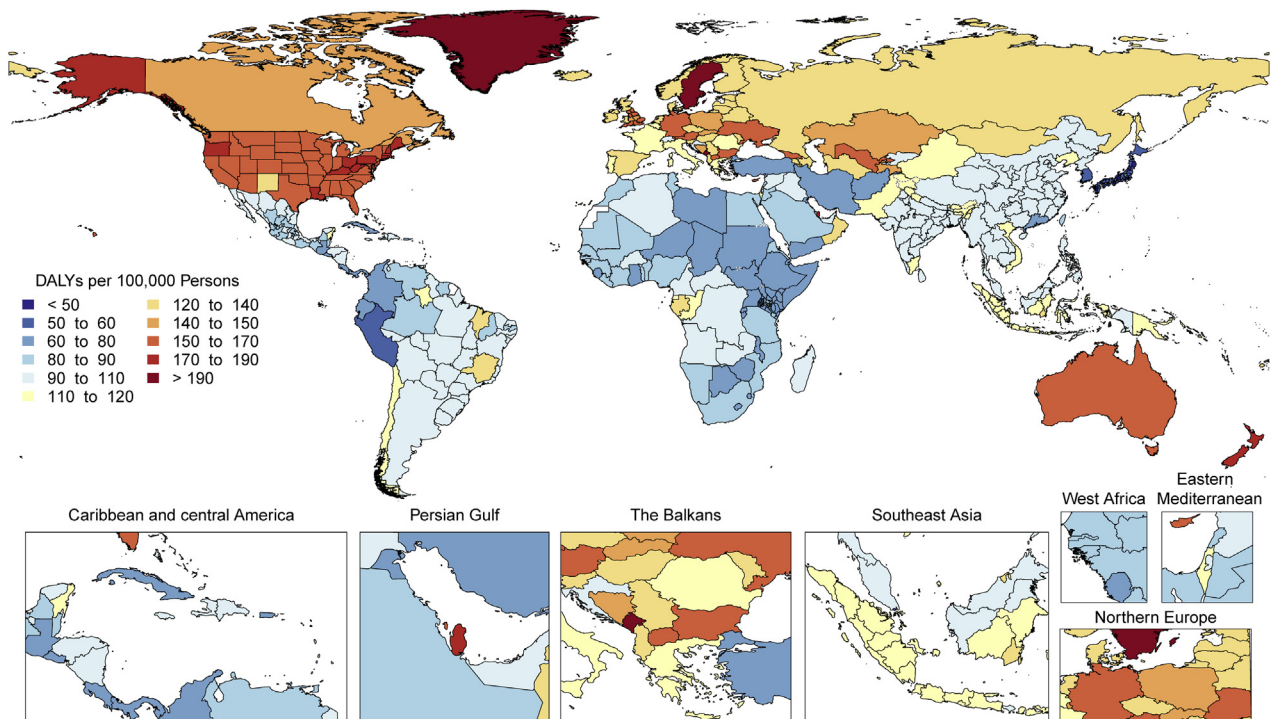 DALYs per 100,000 Persons
< 50
50 to 60
60 to 80
80 to 90
90 to 110
110 to 120
120 to 140
140 to 150
150 to 170
170 to 190
> 190
Caribbean and central America
Persian Gulf
The Balkans
Southeast Asia
West Africa
Eastern
Mediterranean
Northern Europe